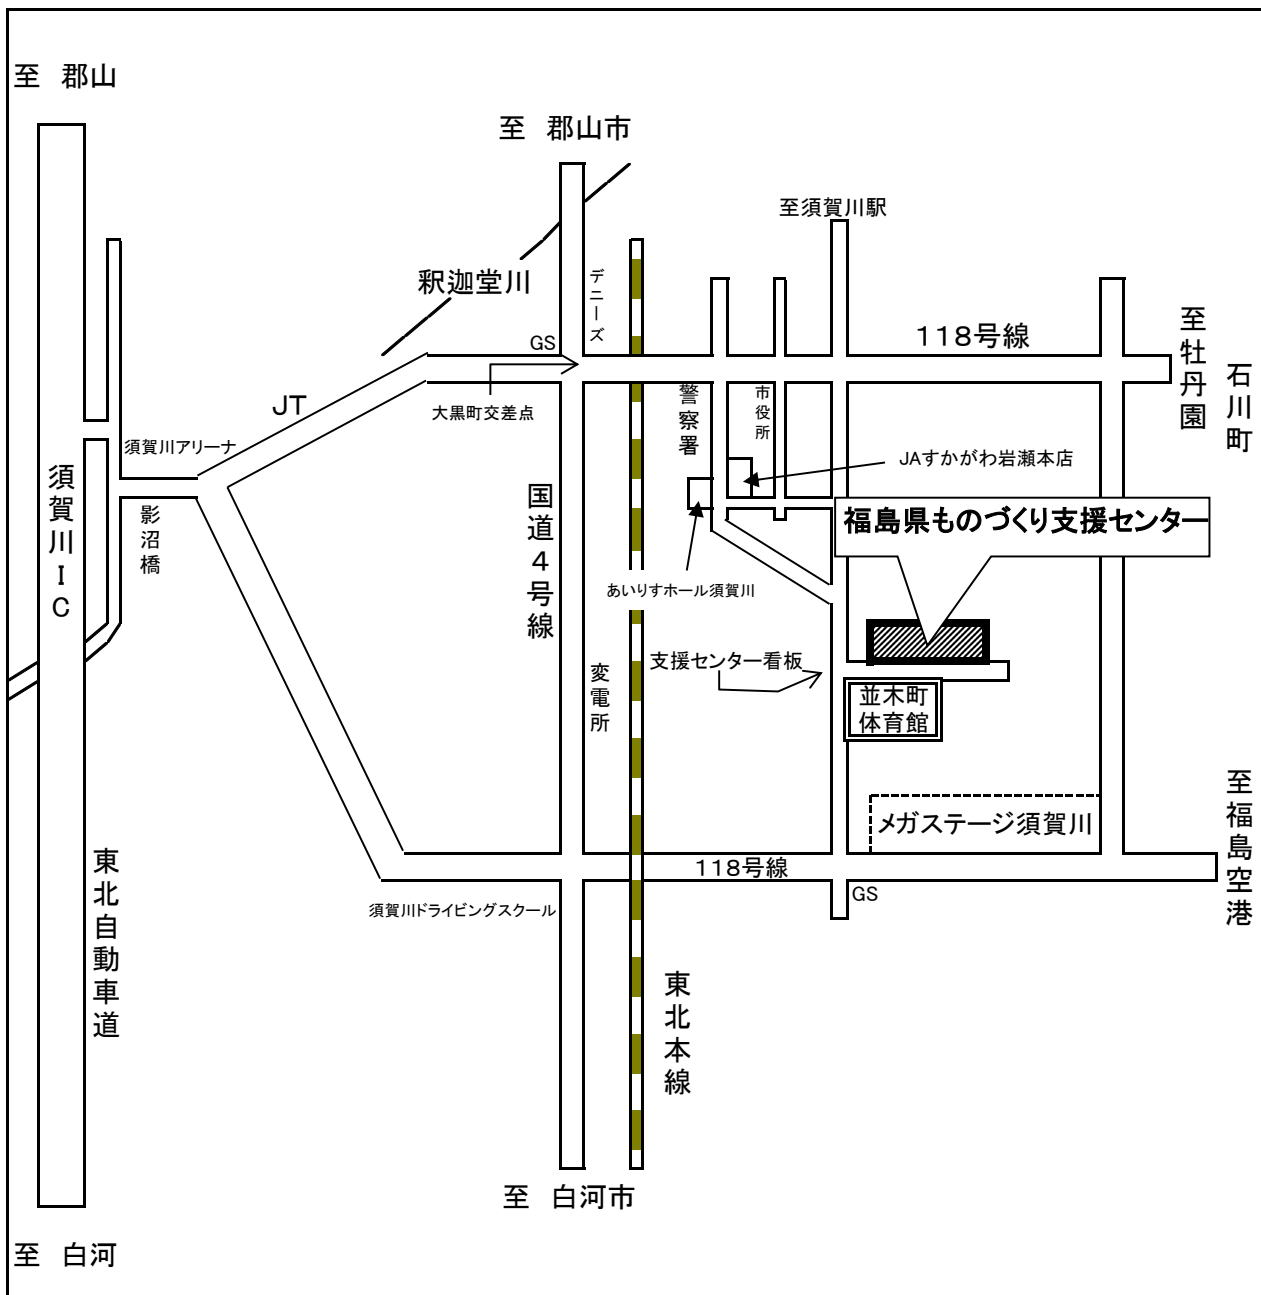 至　郡山
至　郡山市
至須賀川駅
釈迦堂川
デニーズ
GS
118号線
至牡丹園
石川町
大黒町交差点
警察署
市役所
JT
須賀川アリーナ
JAすかがわ岩瀬本店
須賀川IC
影沼橋
国道4号線
福島県ものづくり支援センター
あいりすホール須賀川
支援センター看板
変電所
並木町
体育館
メガステージ須賀川
至福島空港
118号線
GS
須賀川ドライビングスクール
東北自動車道
東北本線
至　白河市
至　白河